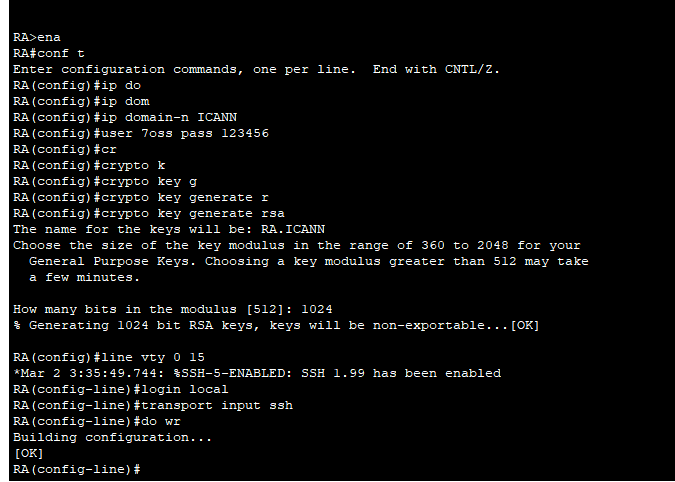 RA>ena
RA#conf t
Enter configuration commands, one per line.  End with CNTL/Z.
RA(config)#ip do
RA(config)#ip dom
RA(config)#ip domain-n ICANN
RA(config)#user 7oss pass 123456
RA(config)#cr
RA(config)#crypto k
RA(config)#crypto key g
RA(config)#crypto key generate r
RA(config)#crypto key generate rsa
The name for the keys will be: RA.ICANN
Choose the size of the key modulus in the range of 360 to 2048 for your
  General Purpose Keys. Choosing a key modulus greater than 512 may take
  a few minutes.

How many bits in the modulus [512]: 1024
% Generating 1024 bit RSA keys, keys will be non-exportable...[OK]

RA(config)#line vty 0 15
*Mar 2 3:35:49.744: %SSH-5-ENABLED: SSH 1.99 has been enabled
RA(config-line)#login local
RA(config-line)#transport input ssh
RA(config-line)#do wr
Building configuration...
[OK]
RA(config-line)#